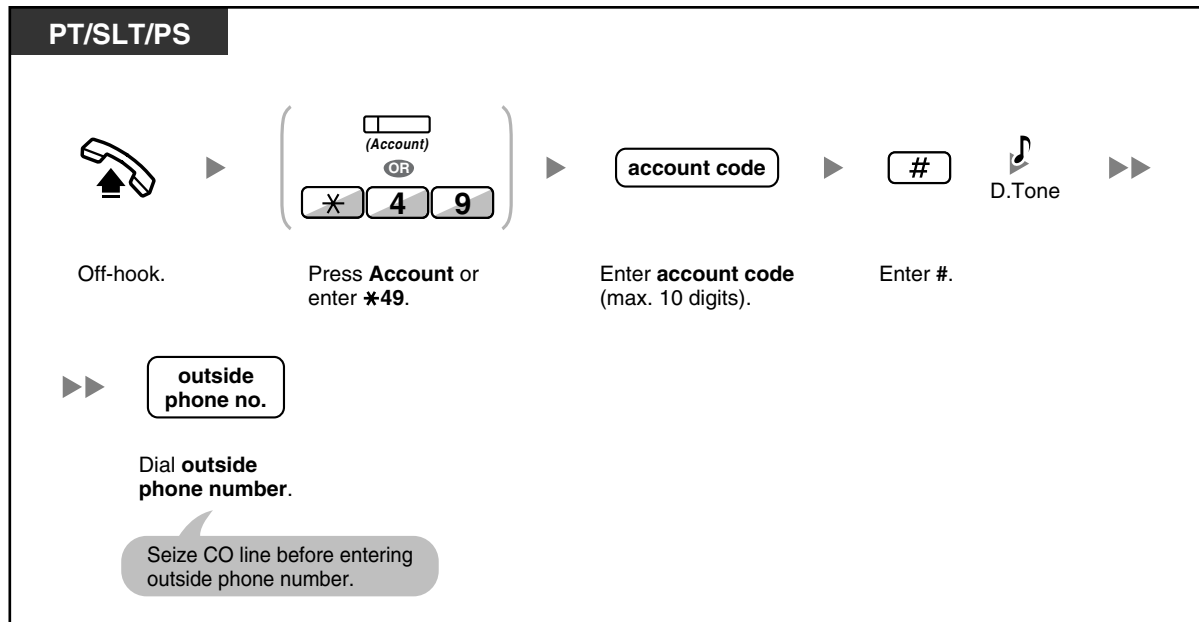 PT/SLT/PS
(Account)
OR
* 4 9
account code
#
D.Tone
Off-hook.
Press Account or
enter *49.
Enter account code
(max. 10 digits).
Enter #.
outside
phone no.
Dial outside
phone number.
Seize CO line before entering
outside phone number.